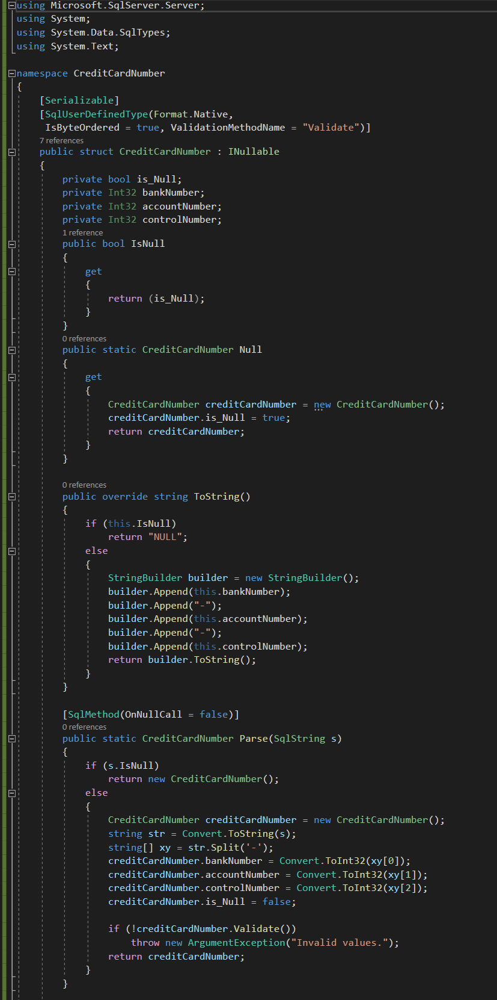 using Microsoft.SqlServer.Server;
using System;
using System.Data.SqlTypes;
using System.Text;

namespace CreditCardNumber
{
    [Serializable]
    [SqlUserDefinedType(Format.Native,
     IsByteOrdered = true, ValidationMethodName = "Validate")]
    7 references
    public struct CreditCardNumber : INullable
    {
        private bool is_Null;
        private Int32 bankNumber;
        private Int32 accountNumber;
        private Int32 controlNumber;
        1 reference
        public bool IsNull
        {
            get
            {
                return (is_Null);
            }
        }
        0 references
        public static CreditCardNumber Null
        {
            get
            {
                CreditCardNumber creditCardNumber = new CreditCardNumber();
                creditCardNumber.is_Null = true;
                return creditCardNumber;
            }
        }

        0 references
        public override string ToString()
        {
            if (this.IsNull)
                return "NULL";
            else
            {
                StringBuilder builder = new StringBuilder();
                builder.Append(this.bankNumber);
                builder.Append("-");
                builder.Append(this.accountNumber);
                builder.Append("-");
                builder.Append(this.controlNumber);
                return builder.ToString();
            }
        }

        [SqlMethod(OnNullCall = false)]
        0 references
        public static CreditCardNumber Parse(SqlString s)
        {
            if (s.IsNull)
                return new CreditCardNumber();
            else
            {
                CreditCardNumber creditCardNumber = new CreditCardNumber();
                string str = Convert.ToString(s);
                string[] xy = str.Split('-');
                creditCardNumber.bankNumber = Convert.ToInt32(xy[0]);
                creditCardNumber.accountNumber = Convert.ToInt32(xy[1]);
                creditCardNumber.controlNumber = Convert.ToInt32(xy[2]);
                creditCardNumber.is_Null = false;

                if (!creditCardNumber.Validate())
                    throw new ArgumentException("Invalid values.");
                return creditCardNumber;
            }
        }